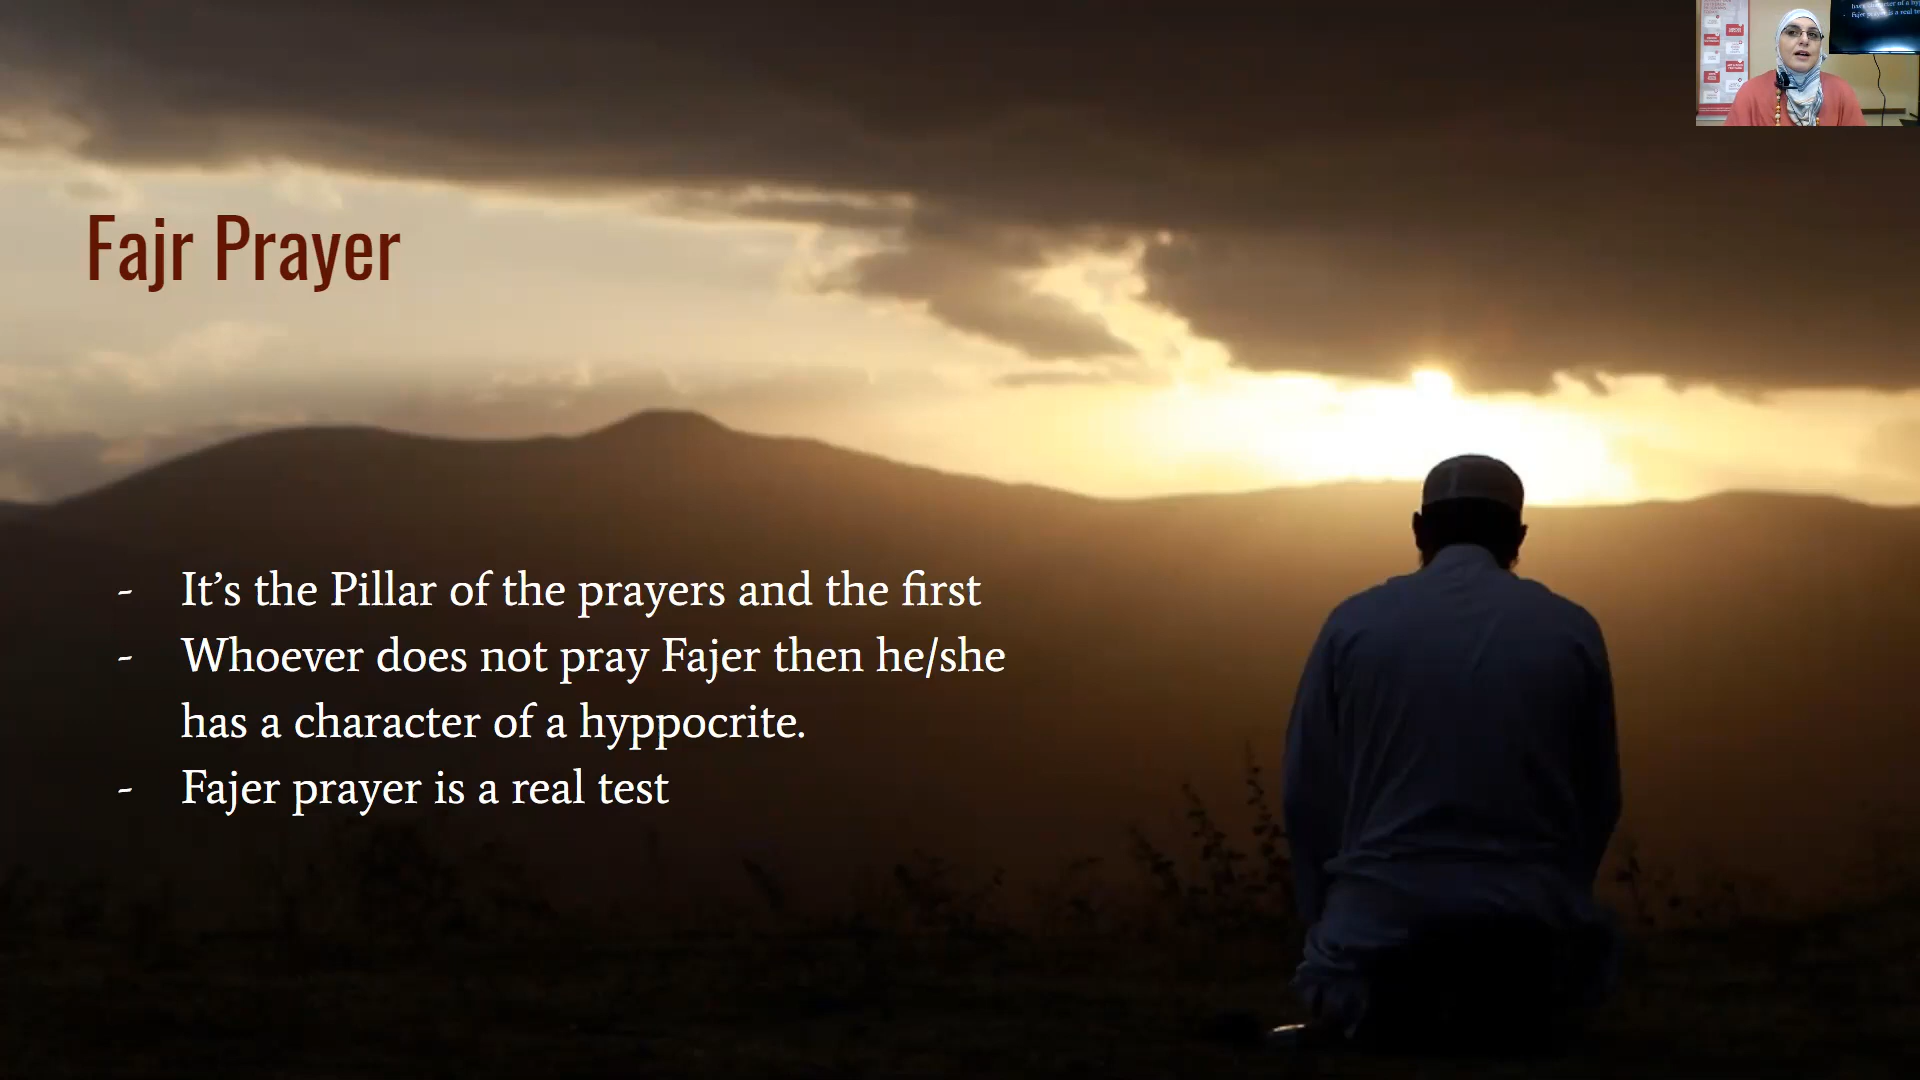 Fajr Prayer
- It’s the Pillar of the prayers and the first
- Whoever does not pray Fajer then he/she
has a character of a hyppocrite.
- Fajer prayer is a real test